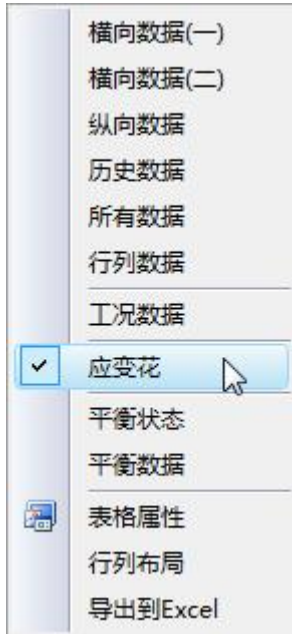 横向数据(一)
横向数据(二)
纵向数据
历史数据
所有数据
行列数据
工况数据
应变花
平衡状态
平衡数据
表格属性
行列布局
导出到Excel